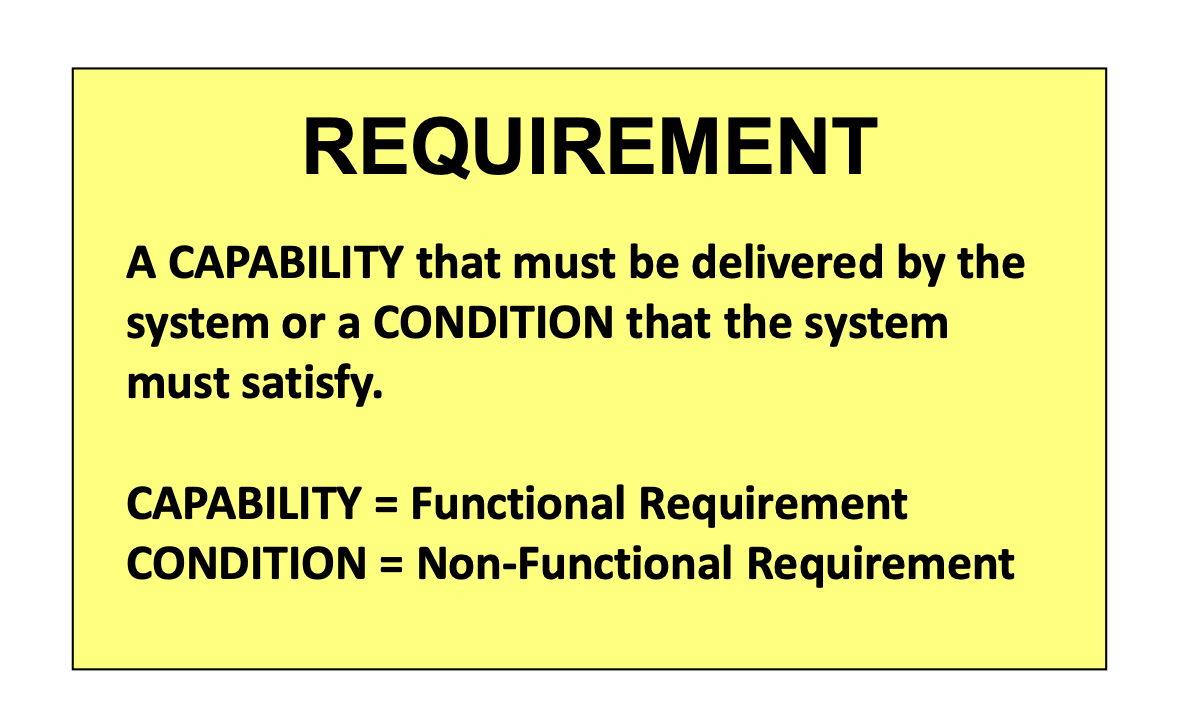 REQUIREMENT
A CAPABILITY that must be delivered by the
system or a CONDITION that the system
must satisfy.
CAPABILITY = Functional Requirement
CONDITION = Non-Functional Requirement